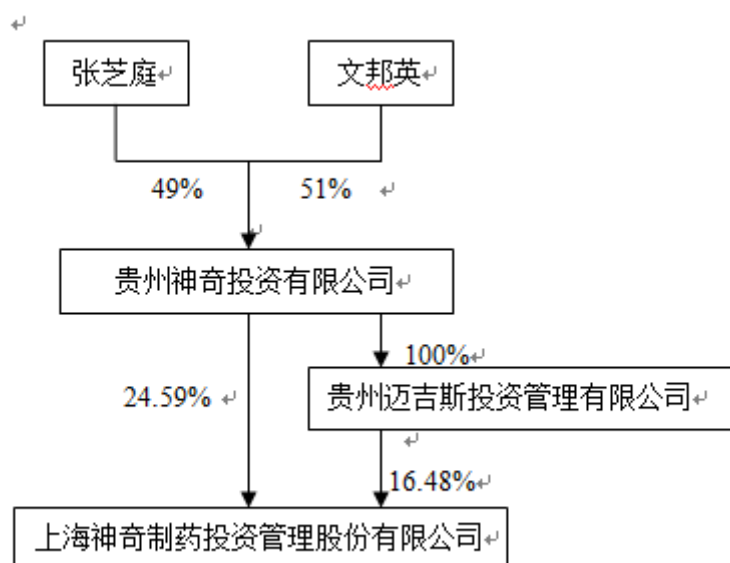 张芝庭
文邦英
49%
51%
贵州神奇投资有限公司
100%
24.59%
贵州迈吉斯投资管理有限公司
16.48%
上海神奇制药投资管理股份有限公司